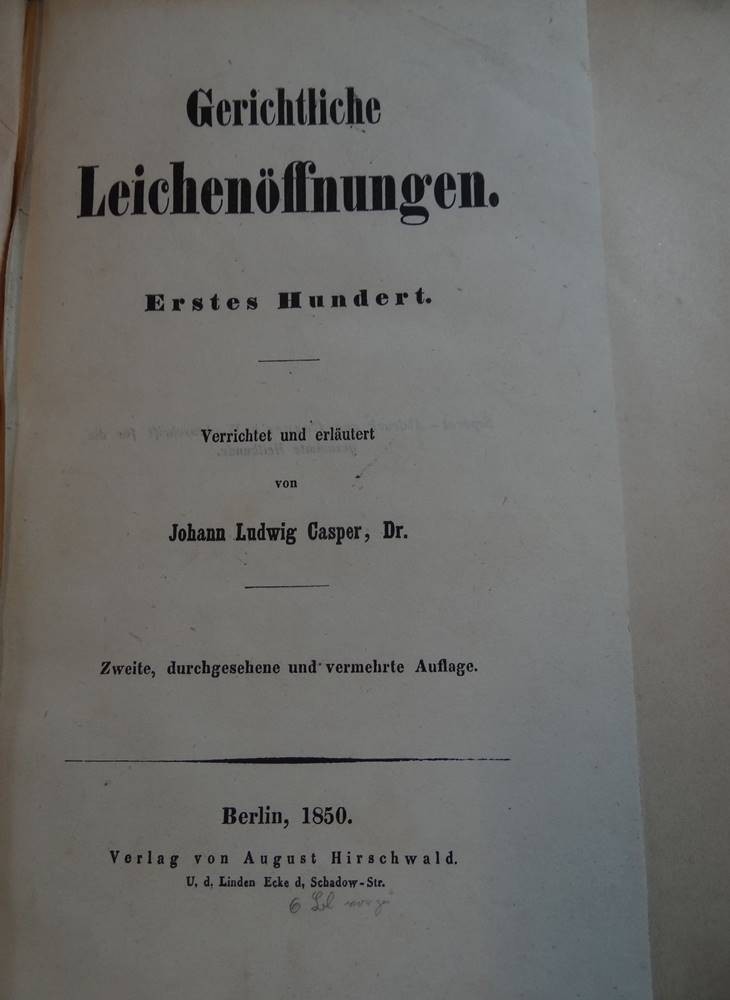 Gerichtliche
Leichenöffnungen.
Erstes Hundert.
Verrichtet und erläutert
von
Johann Ludwig Casper, Dr.
Zweite, durchgesehene und vermehrte Auflage.
Berlin, 1850.
Verlag von August Hirschwald.
U. d. Linden Ecke d. Schadow-Str.
6